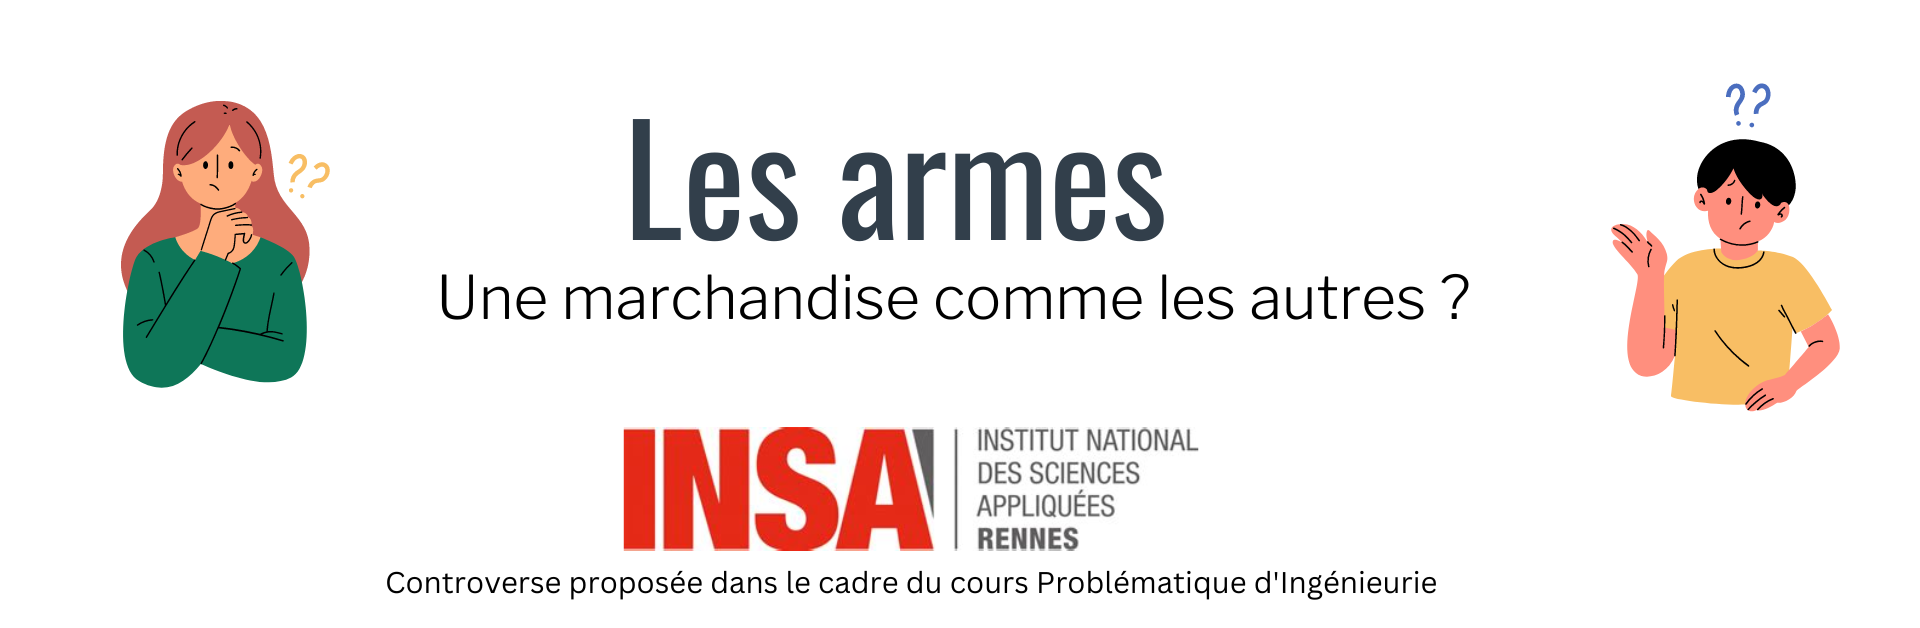 ??
??
Les armes
Une marchandise comme les autres ?
INSA
INSTITUT NATIONAL
DES SCIENCES
APPLIQUÉES
RENNES
Controverse proposée dans le cadre du cours Problématique d'Ingénieurie